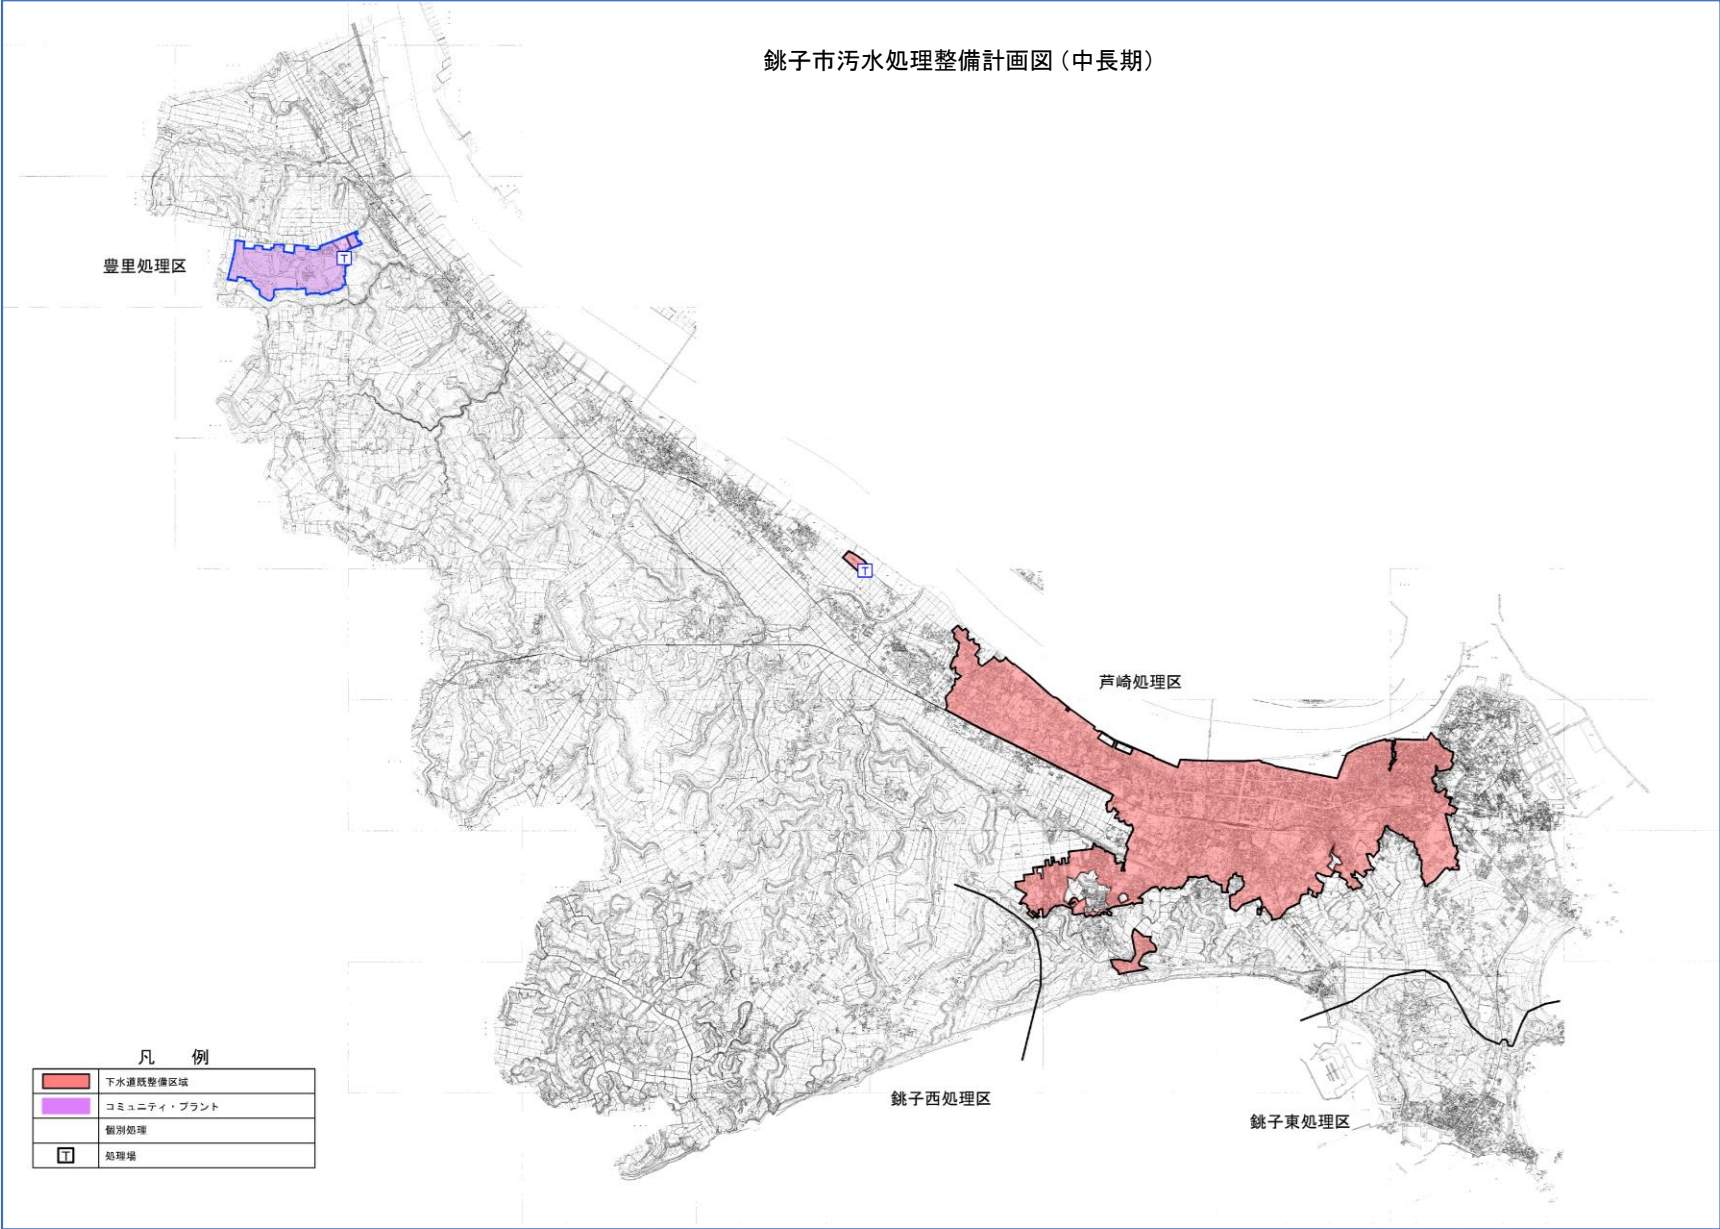 銚子市汚水処理整備計画図（中長期）
豊里処理区
T
T
芦崎処理区
銚子西処理区
銚子東処理区
凡 例
下水道既整備区域
コミュニティ・プラント
個別処理
T 処理場